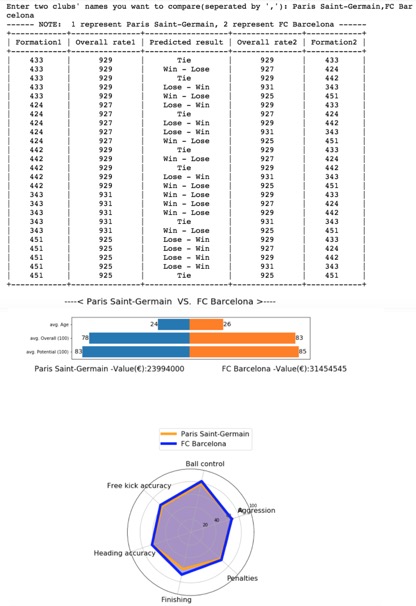 Enter two clubs' names you want to compare(seperated by ','): Paris Saint-Germain,FC Bar
celona
----- NOTE:  1 represent Paris Saint-Germain, 2 represent FC Barcelona ------
| Formation1 | Overall rate1 | Predicted result | Overall rate2 | Formation2 |
433 929 Tie 929 433
433 929 Win - Lose 927 424
433 929 Tie 929 442
433 929 Lose - Win 931 343
433 929 Win - Lose 925 451
424 927 Lose - Win 929 433
424 927 Tie 927 424
424 927 Lose - Win 929 442
424 927 Lose - Win 931 343
424 927 Win - Lose 925 451
442 929 Tie 929 433
442 929 Win - Lose 927 424
442 929 Tie 929 442
442 929 Lose - Win 931 343
442 929 Win - Lose 925 451
343 931 Win - Lose 929 433
343 931 Win - Lose 927 424
343 931 Win - Lose 929 442
343 931 Tie 931 343
343 931 Win - Lose 925 451
451 925 Lose - Win 929 433
451 925 Lose - Win 927 424
451 925 Lose - Win 929 442
451 925 Lose - Win 931 343
451 925 Tie 925 451
----< Paris Saint-Germain  VS.  FC Barcelona >----
avg. Age 24 26
avg. Overall (100) 78 83
avg. Potential (100) 83 85
Paris Saint-Germain -Value(€):23994000 FC Barcelona -Value(€):31454545
Paris Saint-Germain
FC Barcelona
Ball control
Free kick accuracy
100
Aggression
20 40
Heading accuracy
Penalties
Finishing